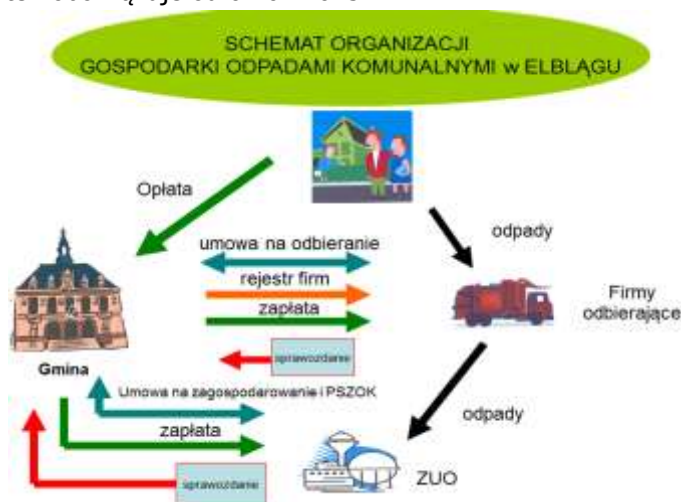 SCHEMAT ORGANIZACJI
GOSPODARKI ODPADAMI KOMUNALNYMI w ELBLĄGU
Opłata
odpady
umowa na odbieranie
rejestr firm
zapłata
Firmy
odbierające
sprawozdanie
Gmina
Umowa na zagospodarowanie i PSZOK
odpady
zapłata
ZUO
sprawozdanie